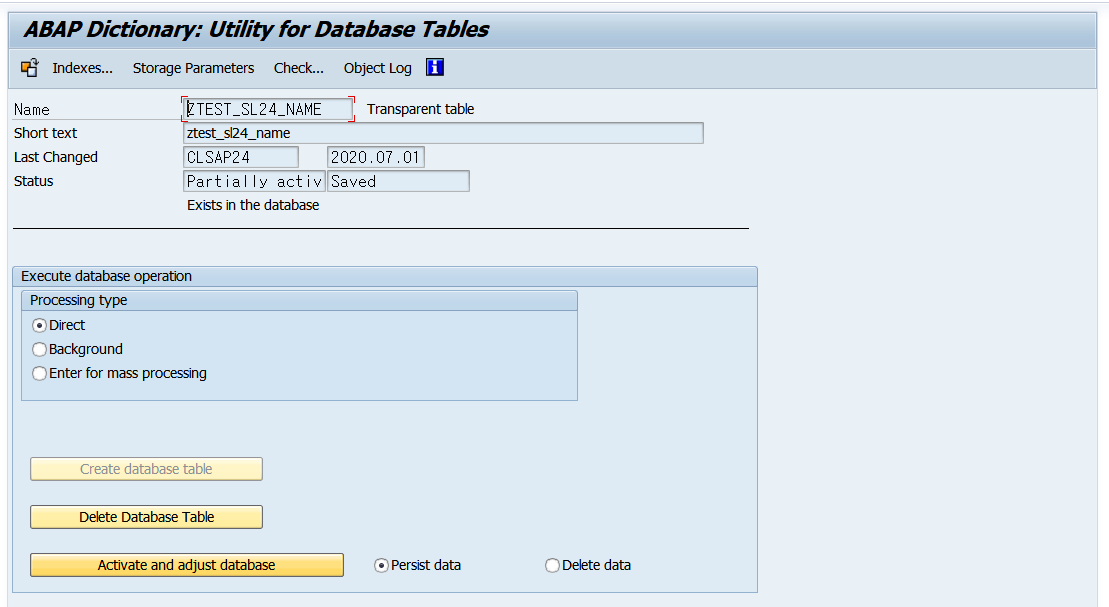 ABAP Dictionary: Utility for Database Tables
Indexes... Storage Parameters Check... Object Log
Name ZTEST_SL24_NAME Transparent table
Short text ztest_sl24_name
Last Changed CLSAP24 2020.07.01
Status Partially activ Saved
Exists in the database
Execute database operation
Processing type
Direct
Background
Enter for mass processing
Create database table
Delete Database Table
Activate and adjust database Persist data Delete data